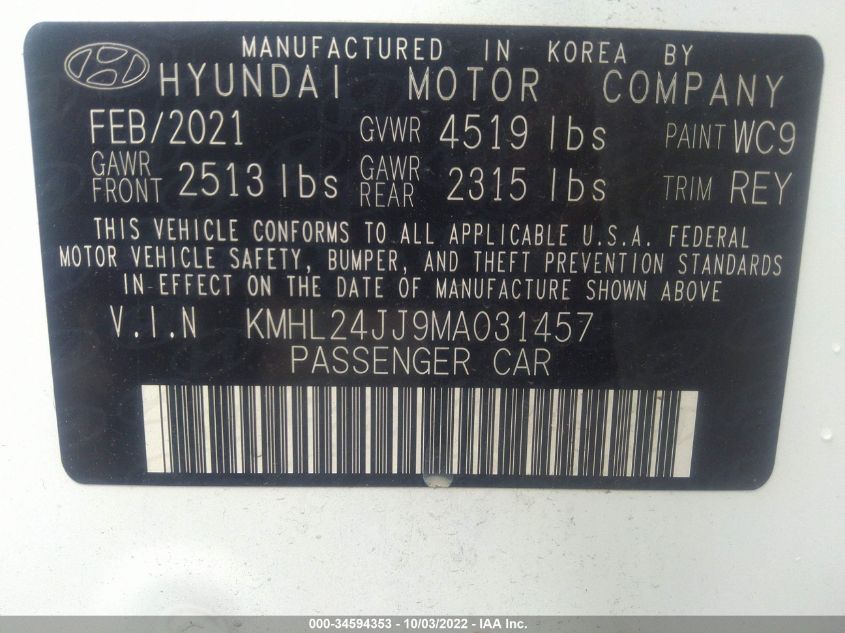 MANUFACTURED IN KOREA BY
HYUNDAI MOTOR COMPANY
FEB/2021 GVWR 4519 lbs PAINT WC9
GAWR FRONT 2513 lbs GAWR REAR 2315 lbs TRIM REY
THIS VEHICLE CONFORMS TO ALL APPLICABLE U.S.A. FEDERAL
MOTOR VEHICLE SAFETY, BUMPER, AND THEFT PREVENTION STANDARDS
IN EFFECT ON THE DATE OF MANUFACTURE SHOWN ABOVE
V.I.N KMHL24JJ9MA031457
PASSENGER CAR
000-34594353 - 10/03/2022 - IAA Inc.